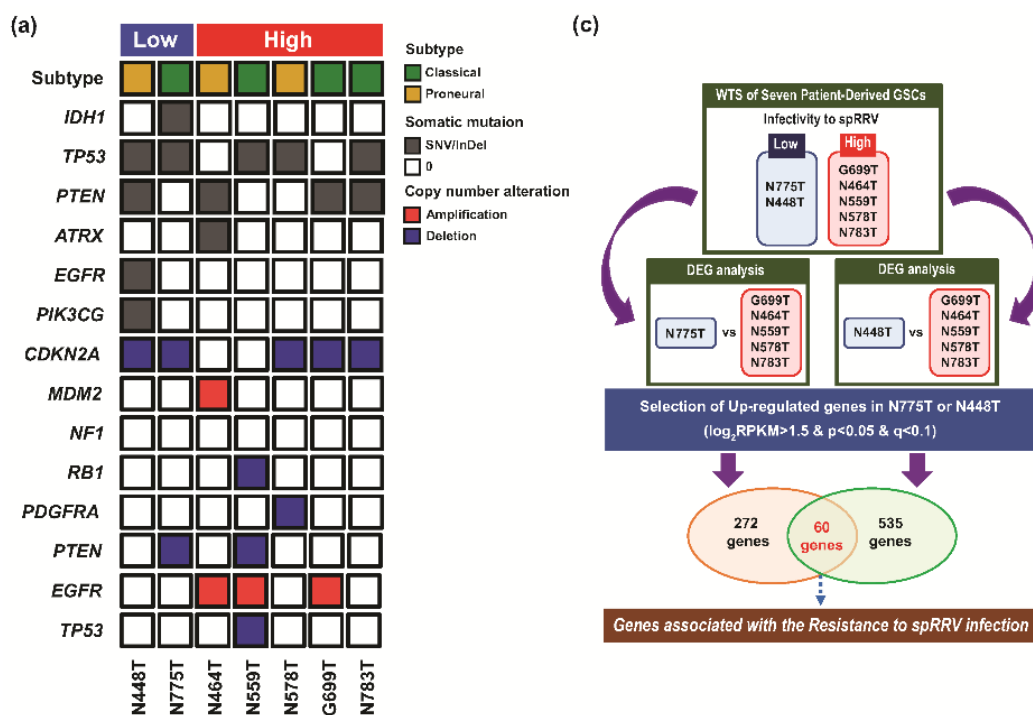 (a)
Low
High
Subtype
IDH1
TP53
PTEN
ATRX
EGFR
PIK3CG
CDKN2A
MDM2
NF1
RB1
PDGFRA
PTEN
EGFR
TP53
N448T
N775T
N464T
N559T
N578T
G699T
N783T
Subtype
Classical
Proneural
Somatic mutaion
SNV/InDel
0
Copy number alteration
Amplification
Deletion
(c)
WTS of Seven Patient-Derived GSCs
Infectivity to spRRV
Low
N775T
N448T
High
G699T
N464T
N559T
N578T
N783T
DEG analysis
N775T
vs
G699T
N464T
N559T
N578T
N783T
DEG analysis
N448T
vs
G699T
N464T
N559T
N578T
N783T
Selection of Up-regulated genes in N775T or N448T
(log₂RPKM>1.5 & p<0.05 & q<0.1)
272
genes
60
genes
535
genes
Genes associated with the Resistance to spRRV infection